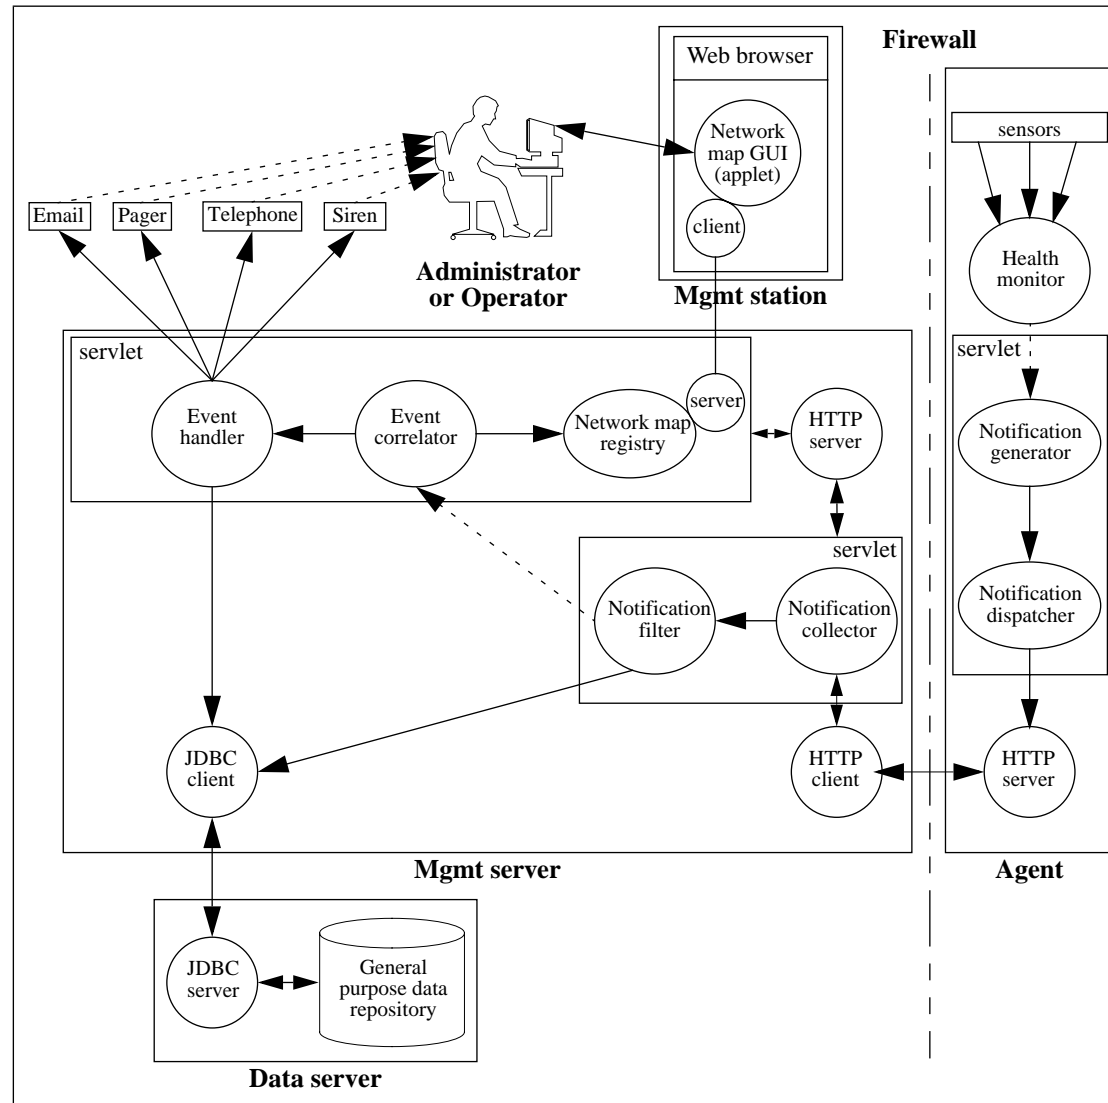 Firewall
Web browser
Network
map GUI
(applet)
client
Mgmt station
sensors
Health
monitor
Email
Pager
Telephone
Siren
Administrator
or Operator
servlet
Event
handler
Event
correlator
Network map
registry
server
HTTP
server
servlet
Notification
generator
Notification
dispatcher
servlet
Notification
filter
Notification
collector
JDBC
client
HTTP
client
HTTP
server
Mgmt server
Agent
JDBC
server
General
purpose data
repository
Data server